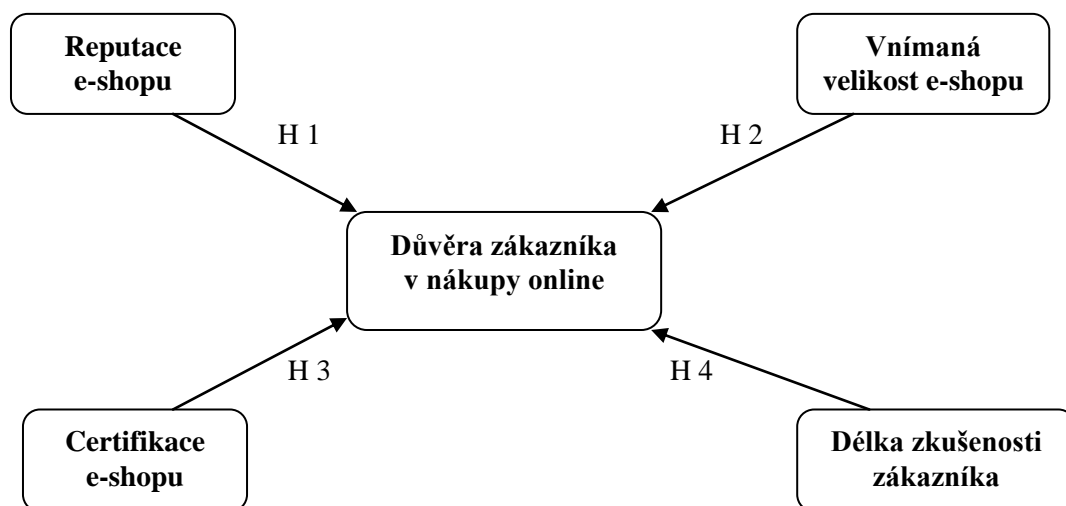 Reputace
e-shopu
Vnímaná
velikost e-shopu
H 1
H 2
Důvěra zákazníka
v nákupy online
H 3
H 4
Certifikace
e-shopu
Délka zkušenosti
zákazníka